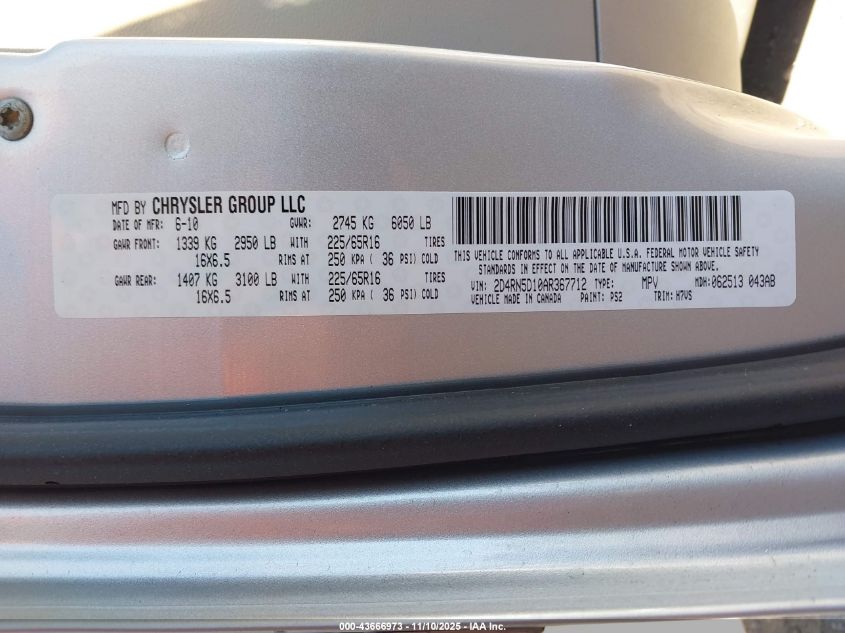 MFD BY CHRYSLER GROUP LLC
DATE OF MFR: 6-10 GVWR: 2745 KG 6050 LB
GAWR FRONT: 1339 KG 2950 LB WITH 225/65R16 TIRES
16X6.5 RIMS AT 250 KPA ( 36 PSI) COLD
GAWR REAR: 1407 KG 3100 LB WITH 225/65R16 TIRES
16X6.5 RIMS AT 250 KPA ( 36 PSI) COLD
THIS VEHICLE CONFORMS TO ALL APPLICABLE U.S.A. FEDERAL MOTOR VEHICLE SAFETY
STANDARDS IN EFFECT ON THE DATE OF MANUFACTURE SHOWN ABOVE.
VIN: 2D4RN5D10AR367712 TYPE: MPV MDH: 062513 043AB
VEHICLE MADE IN CANADA PAINT: PS2 TRIM: H7VS
000-43666973 - 11/10/2025 - IAA Inc.